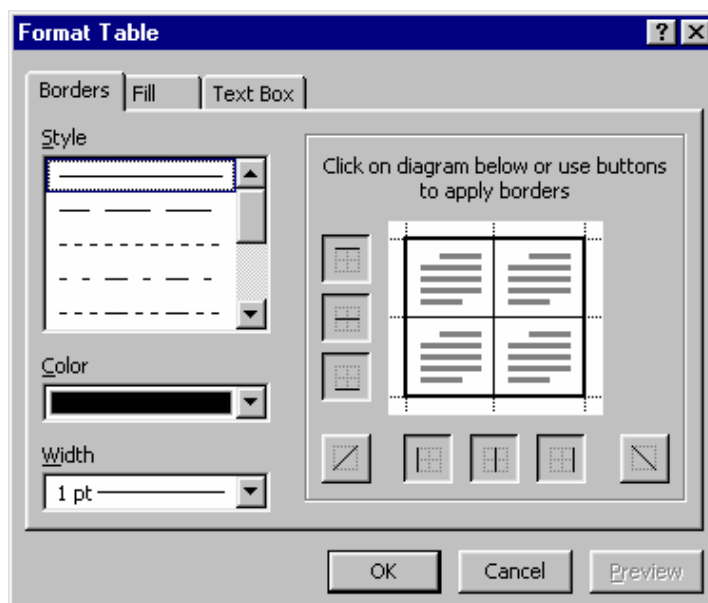 Format Table
Borders
Fill
Text Box
Style
Click on diagram below or use buttons
to apply borders
Color
Width
1 pt
OK
Cancel
Preview